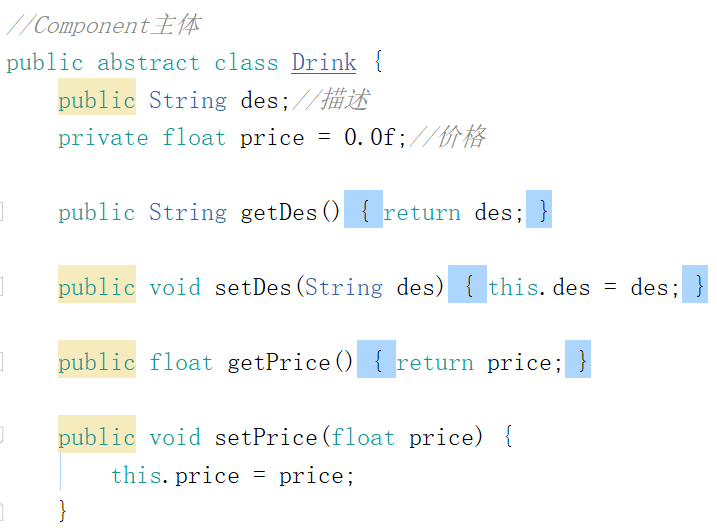 //Component主体
public abstract class Drink {
public String des;//描述
private float price = 0.0f;//价格
public String getDes() { return des; }
public void setDes(String des) { this.des = des; }
public float getPrice() { return price; }
public void setPrice(float price) {
this.price = price;
}